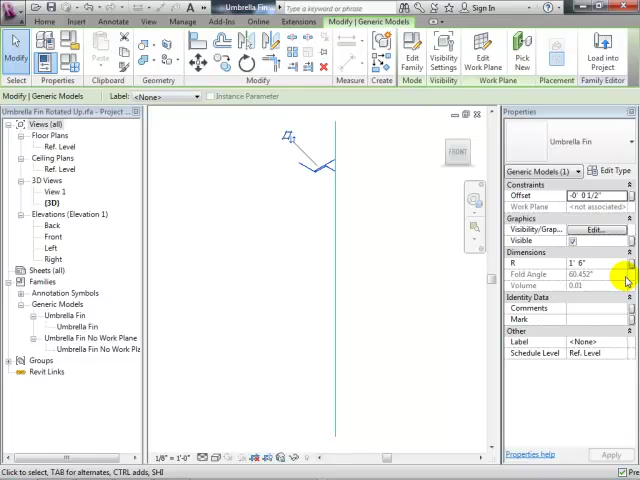 Umbrella Fin
Type a keyword or phrase
Sign In
Home
Insert
Annotate
View
Manage
Add-Ins
Online
Extensions
Modify | Generic Models
Modify
Paste
Edit Family
Visibility Settings
Edit Work Plane
Pick New
Load into Project
Select
Properties
Clipboard
Geometry
Modify
Measure
Create
Mode
Visibility
Work Plane
Placement
Family Editor
Modify | Generic Models
Label:
<None>
Instance Parameter
Umbrella Fin Rotated Up.rfa - Project ...
Views (all)
Floor Plans
Ref. Level
Ceiling Plans
Ref. Level
3D Views
View 1
{3D}
Elevations (Elevation 1)
Back
Front
Left
Right
Sheets (all)
Families
Annotation Symbols
Generic Models
Umbrella Fin
Umbrella Fin
Umbrella Fin No Work Plane
Umbrella Fin No Work Plane
Groups
Revit Links
FRONT
Properties
Umbrella Fin
Generic Models (1)
Edit Type
Constraints
Offset
-0' 0 1/2"
Work Plane
<not associated>
Graphics
Visibility/Grap...
Edit...
Visible
Dimensions
R
1' 6"
Fold Angle
60.452°
Volume
0.01
Identity Data
Comments
Mark
Other
Label
<None>
Schedule Level
Ref. Level
Properties help
Apply
1/8" = 1'-0"
Click to select, TAB for alternates, CTRL adds, SHI
Pre